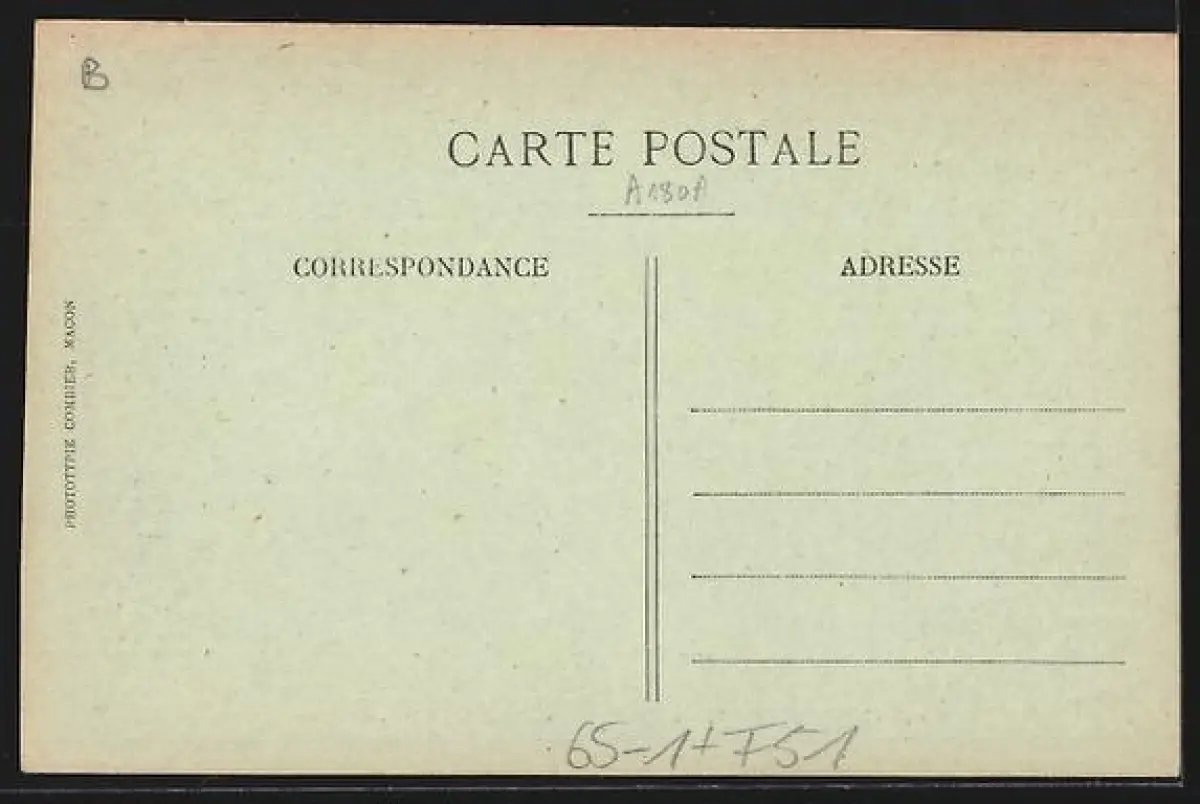 B
CARTE POSTALE
A180A
CORRESPONDANCE
ADRESSE
PHOTOTYPIE COMBIER, MACON
65-1+F51